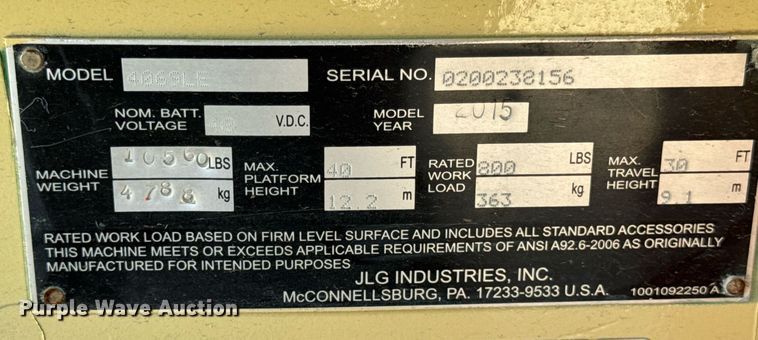 MODEL 4069LE SERIAL NO. 0200238156
NOM. BATT. VOLTAGE 48 V.D.C. MODEL YEAR 2015
MACHINE WEIGHT 10560 LBS 4788 kg MAX. PLATFORM HEIGHT 40 FT 12.2 m RATED WORK LOAD 800 LBS 363 kg MAX. TRAVEL HEIGHT 30 FT 9.1 m
RATED WORK LOAD BASED ON FIRM LEVEL SURFACE AND INCLUDES ALL STANDARD ACCESSORIES
THIS MACHINE MEETS OR EXCEEDS APPLICABLE REQUIREMENTS OF ANSI A92.6-2006 AS ORIGINALLY
MANUFACTURED FOR INTENDED PURPOSES
JLG INDUSTRIES, INC.
McCONNELLSBURG, PA. 17233-9533 U.S.A. 1001092250 A
Purple Wave Auction